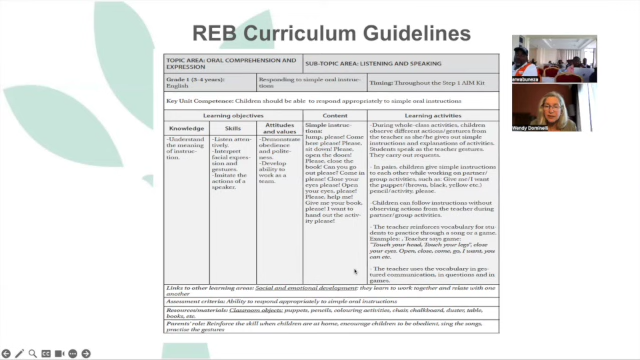 REB Curriculum Guidelines
TOPIC AREA: ORAL COMPREHENSION AND EXPRESSION
SUB-TOPIC AREA: LISTENING AND SPEAKING
Grade 1 (3-4 years): English
Responding to simple oral instructions
Timing: Throughout the Step 1 AIM Kit
Key Unit Competence: Children should be able to respond appropriately to simple oral instructions
Learning objectives
Content
Learning activities
Knowledge
Skills
Attitudes and values
-Understand the meaning of instruction.
-Listen attentively.
-Interpret facial expression and gestures.
-Imitate the actions of a speaker.
-Demonstrate obedience and politeness.
-Develop ability to work as a team.
Simple instructions:
please! Come
here please! Please,
sit down! Please,
open the doors!
Please, close the
book! Can you go
out please? Come in
please! Close your
eyes please! Open
your eyes, please!
Please, help me!
Give me your book,
please! I want to
hand out the activity please!
-During whole-class activities, children
observe different actions/gestures from
the teacher as s/he gives out simple
instructions and explanations of activities.
Students speak as the teacher gestures.
They carry out requests.
- In pairs, children give simple instructions
to each other while working on partner/
group activities, such as: Give me/I want
the puppet/(brown, black, yellow etc.)
pencil/activity, please.
-Children can follow instructions without
observing actions from the teacher during
partner/group activities.
- The teacher reinforces vocabulary for students to practice through a song or a game.
Examples: , Teacher says game:
"Touch your head, Touch your legs", close
your eyes. Open, close, come, go, I want, you
can etc.
- The teacher uses the vocabulary in gestured communication, in questions and in
games.
Links to other learning areas: Social and emotional development: they learn to work together and relate with one
another
Assessment criteria: Ability to respond appropriately to simple oral instructions
Resources/materials: Classroom objects: puppets, pencils, colouring activities, chair, chalkboard, duster, table,
books, etc.
Parents' role: Reinforce the skill when children are at home, encourage children to be obedient, sing the songs,
practise the gestures
Wendy Dorinalli